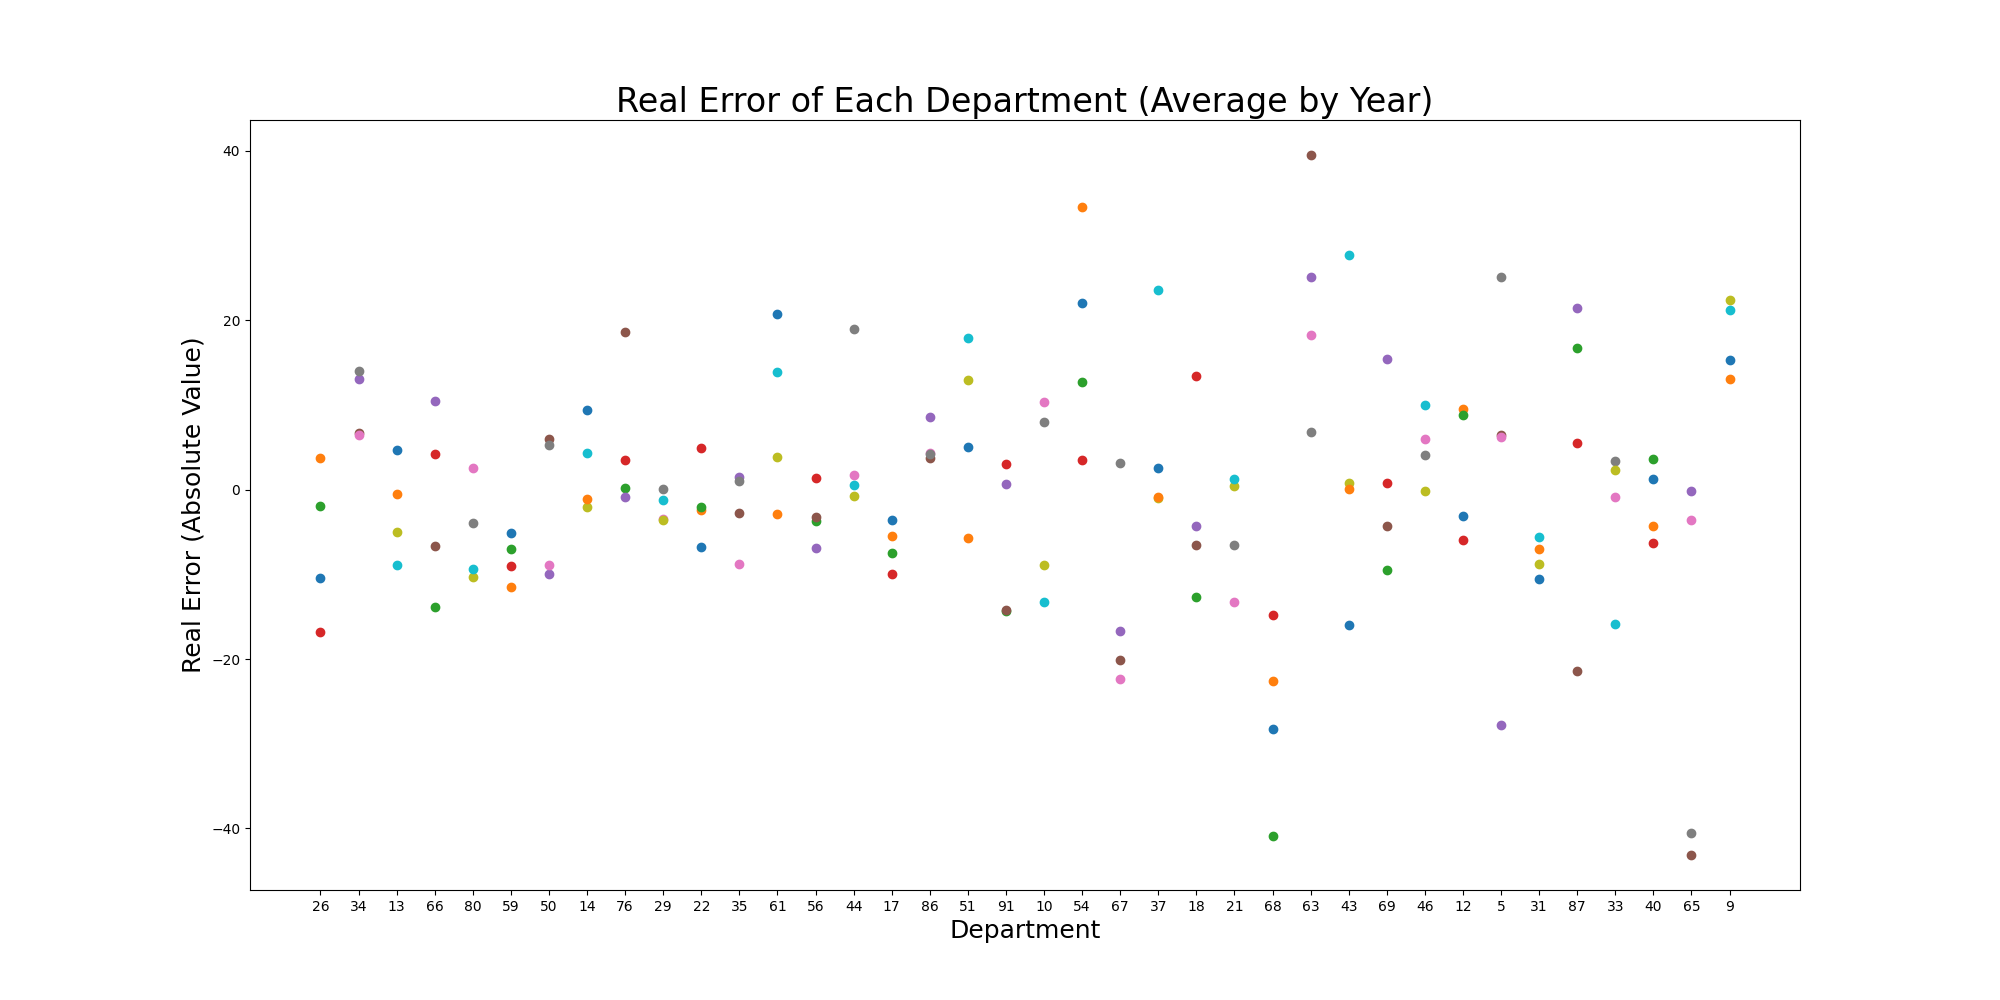 Real Error of Each Department (Average by Year)
Real Error (Absolute Value)
40
20
0
−20
−40
26 34 13 66 80 59 50 14 76 29 22 35 61 56 44 17 86 51 91 10 54 67 37 18 21 68 63 43 69 46 12 5 31 87 33 40 65 9
Department